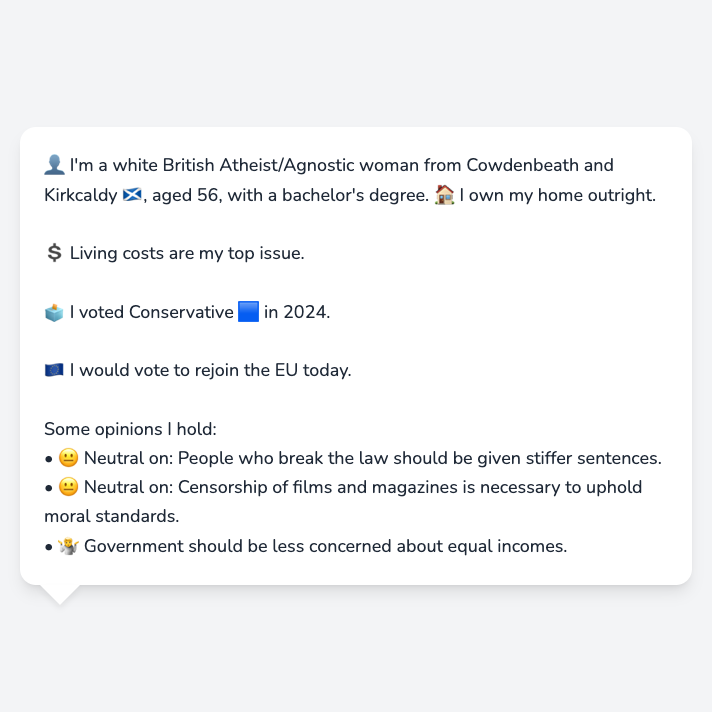 👤 I'm a white British Atheist/Agnostic woman from Cowdenbeath and
Kirkcaldy 🏴󠁧󠁢󠁳󠁣󠁴󠁿, aged 56, with a bachelor's degree. 🏠 I own my home outright.
💲 Living costs are my top issue.
🗳️ I voted Conservative 🟦 in 2024.
🇪🇺 I would vote to rejoin the EU today.
Some opinions I hold:
• 😐 Neutral on: People who break the law should be given stiffer sentences.
• 😐 Neutral on: Censorship of films and magazines is necessary to uphold
moral standards.
• 🤷 Government should be less concerned about equal incomes.